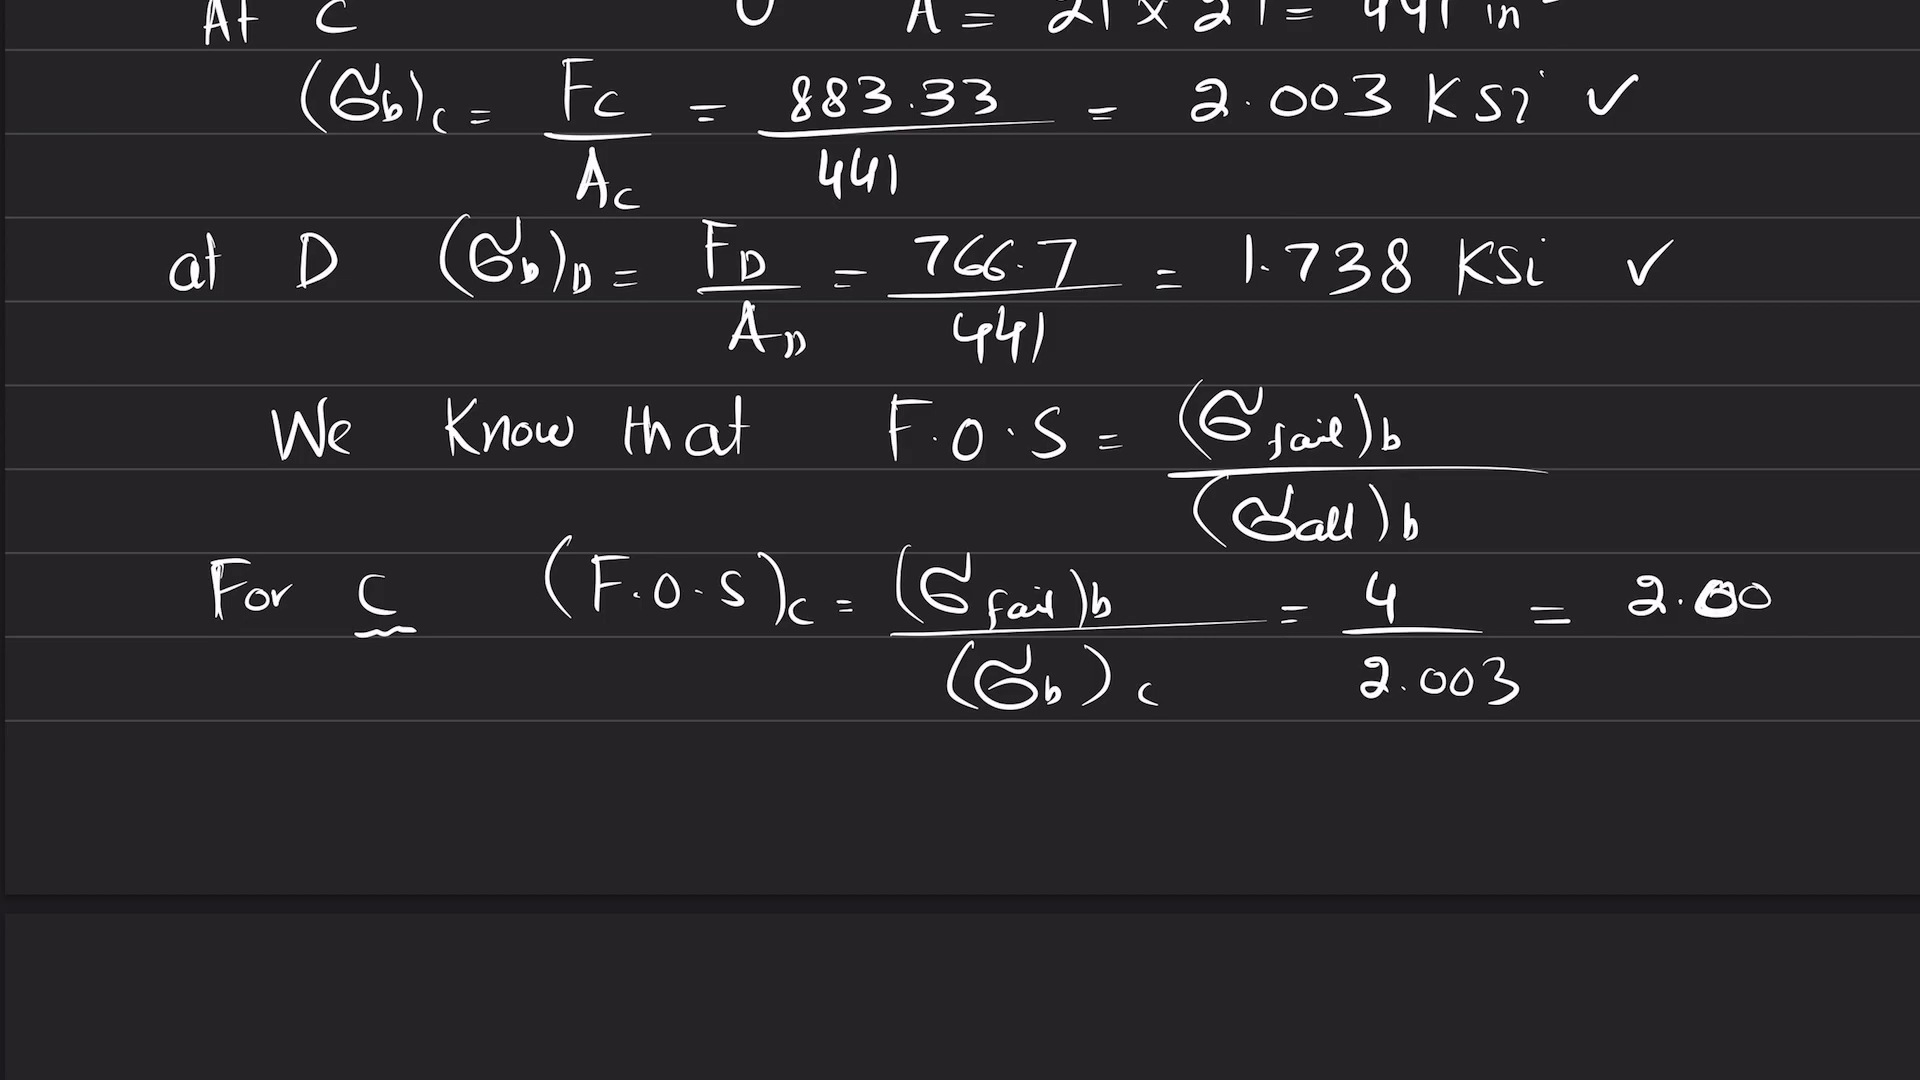 At C A = 21 x 21 = 441 in
(σb)c = Fc / Ac = 883.33 / 441 = 2.003 Ksi ✓
at D (σb)D = FD / AD = 766.7 / 441 = 1.738 Ksi ✓
We Know that F.O.S = (σfail)b / (σall)b
For C (F.O.S)c = (σfail)b / (σb)c = 4 / 2.003 = 2.00